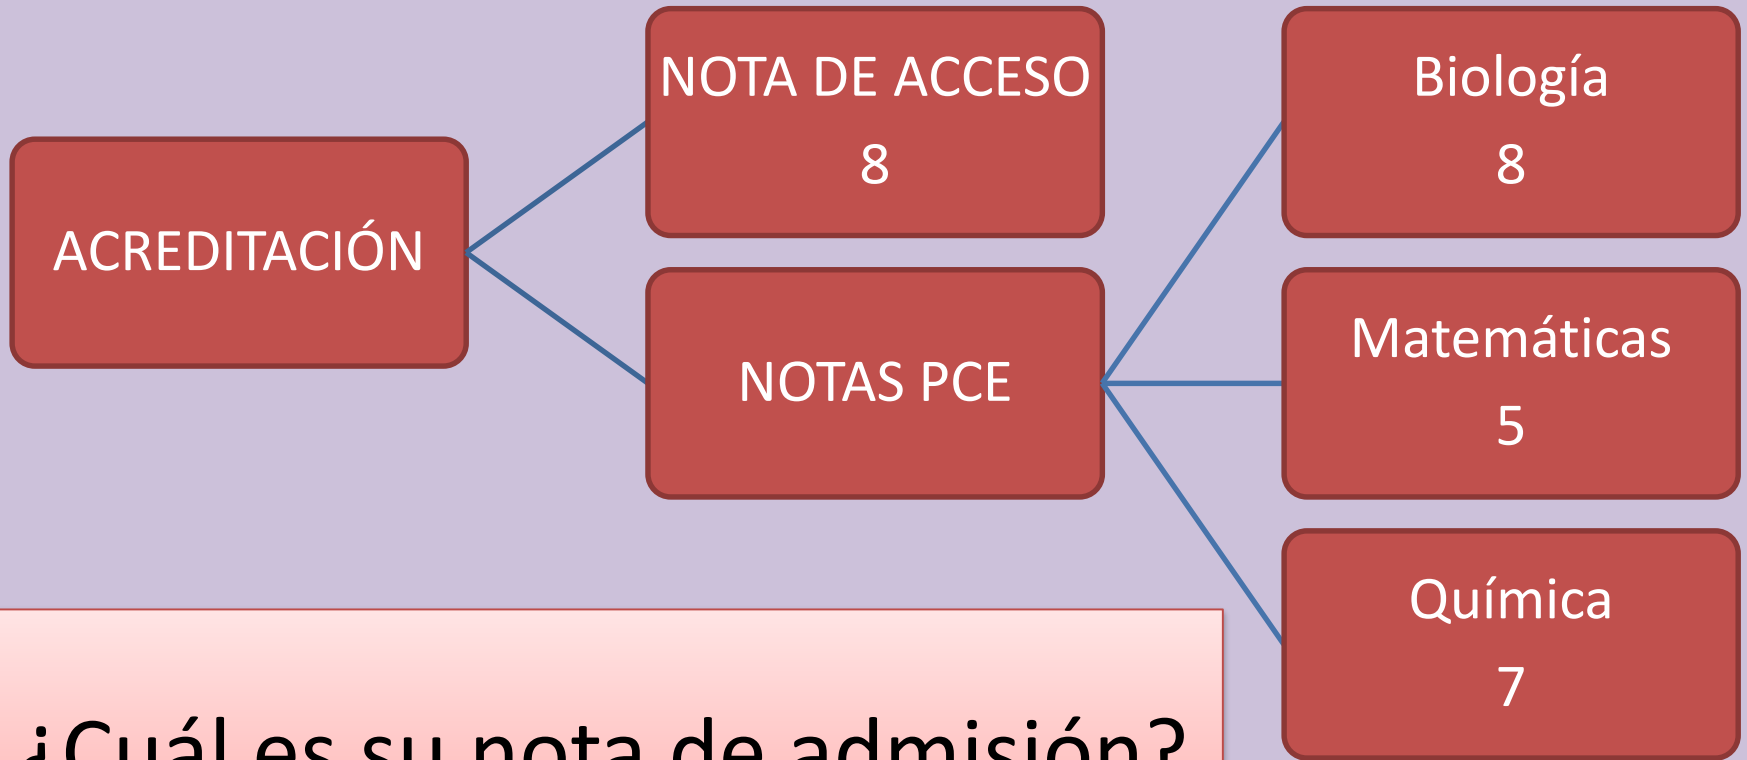 ACREDITACIÓN
NOTA DE ACCESO
8
NOTAS PCE
Biología
8
Matemáticas
5
Química
7
¿Cuál es su nota de admisión?